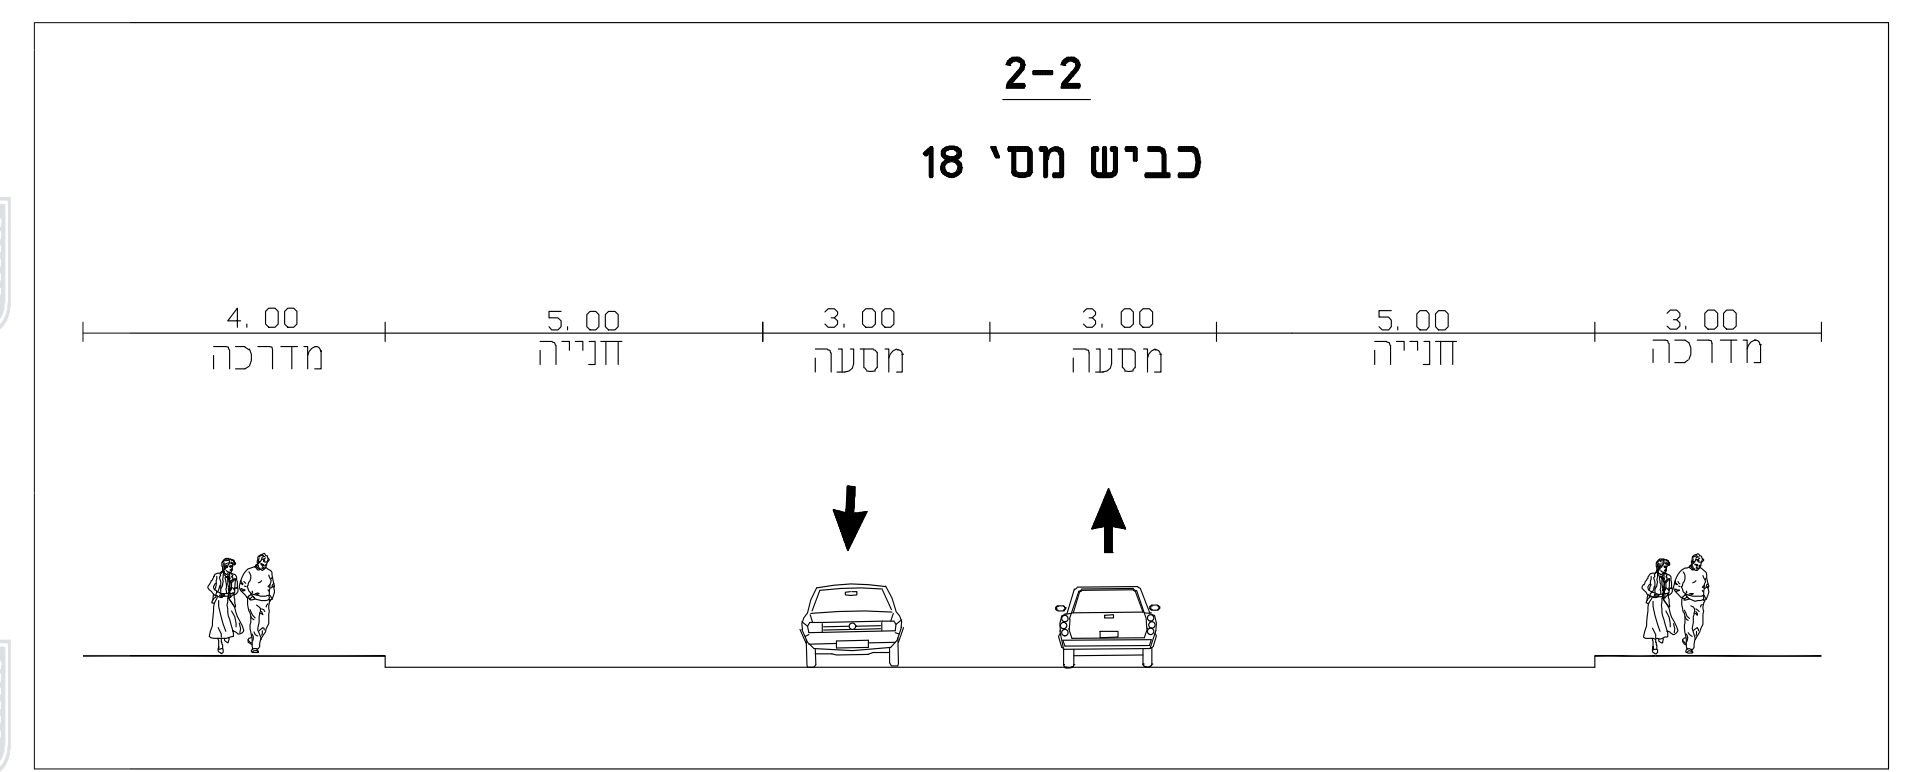 2-2
כביש מס' 18
4.00 5.00 3.00 3.00 5.00 3.00
מדרכה חנייה מסעה מסעה חנייה מדרכה